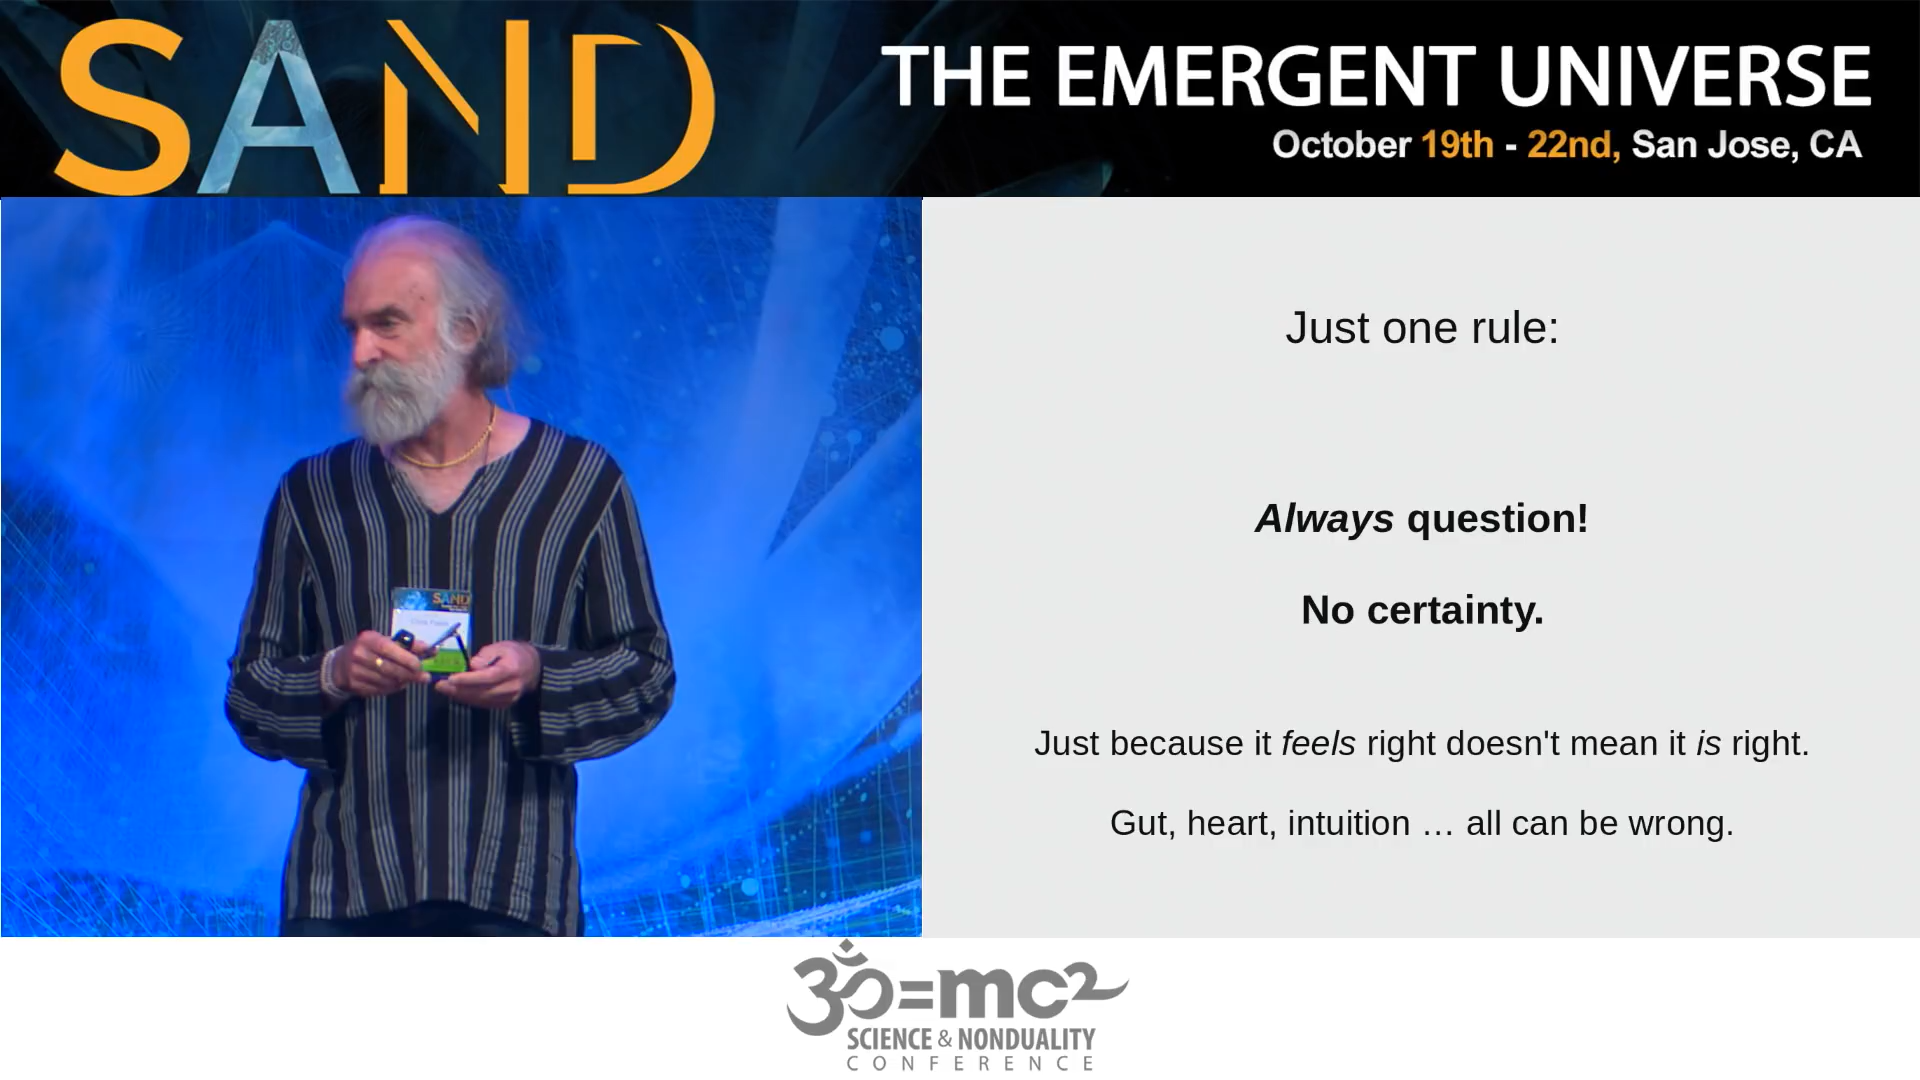 SAND
THE EMERGENT UNIVERSE
October 19th - 22nd, San Jose, CA
Just one rule:
Always question!
No certainty.
Just because it feels right doesn't mean it is right.
Gut, heart, intuition … all can be wrong.
SAND
ॐ=mc²
SCIENCE & NONDUALITY
CONFERENCE